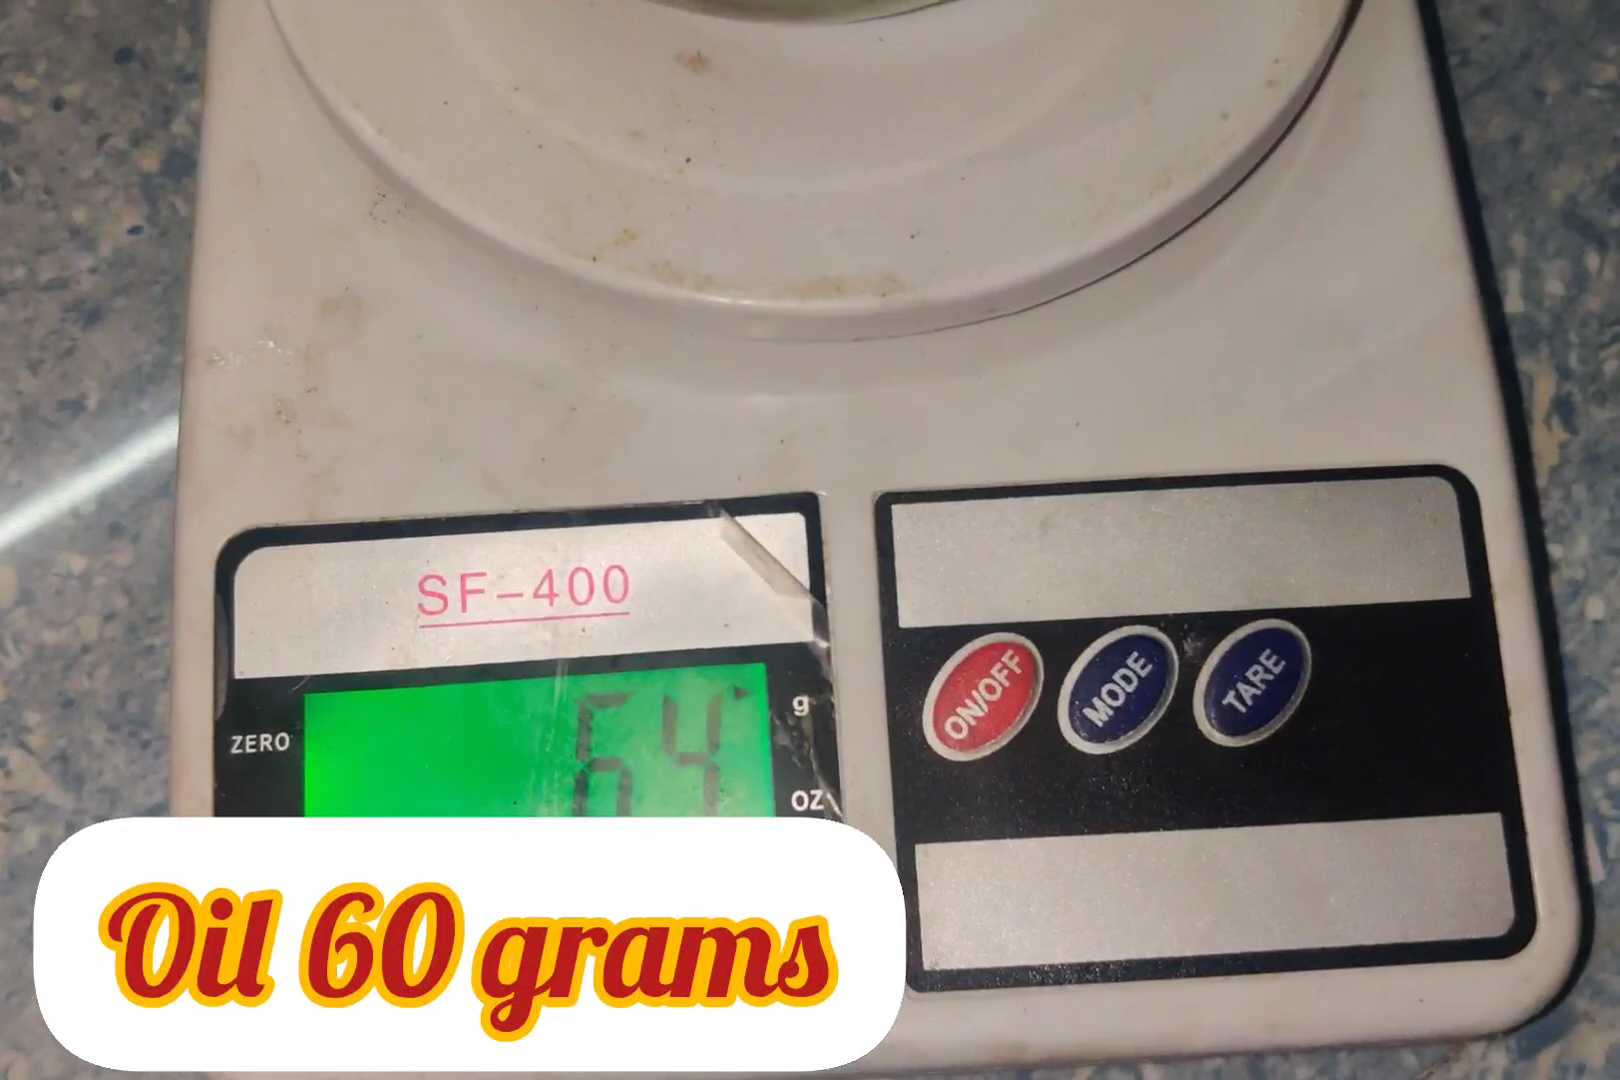 SF-400
ZERO
64
g
OZ
ON/OFF
MODE
TARE
Oil 60 grams